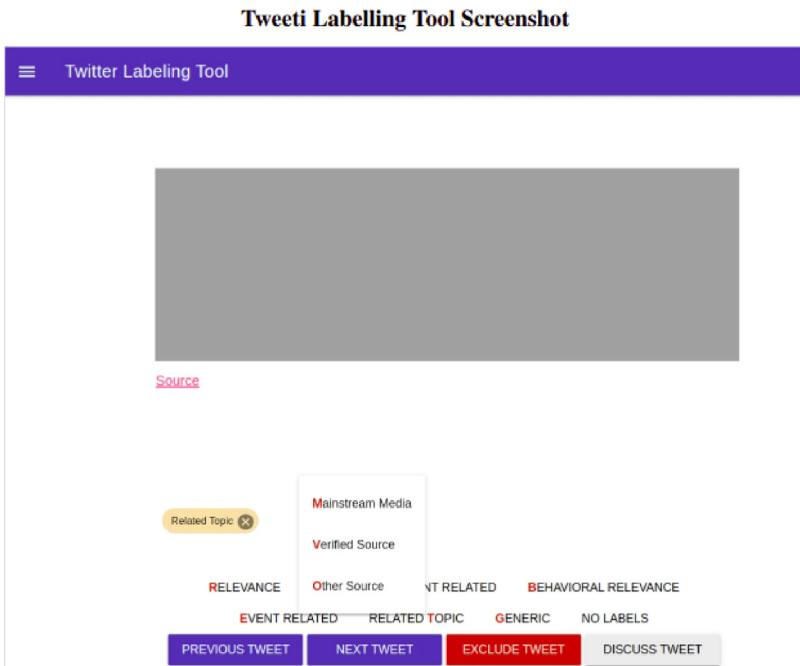 Tweeti Labelling Tool Screenshot
Twitter Labeling Tool
Source
Mainstream Media
Related Topic
Verified Source
RELEVANCE Other Source NT RELATED BEHAVIORAL RELEVANCE
EVENT RELATED RELATED TOPIC GENERIC NO LABELS
PREVIOUS TWEET NEXT TWEET EXCLUDE TWEET DISCUSS TWEET